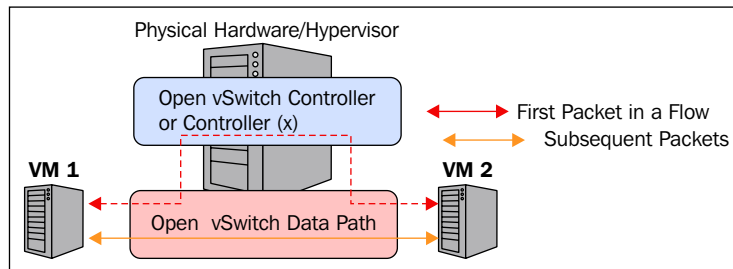 Physical Hardware/Hypervisor
Open vSwitch Controller
or Controller (x)
First Packet in a Flow
Subsequent Packets
VM 1
VM 2
Open vSwitch Data Path